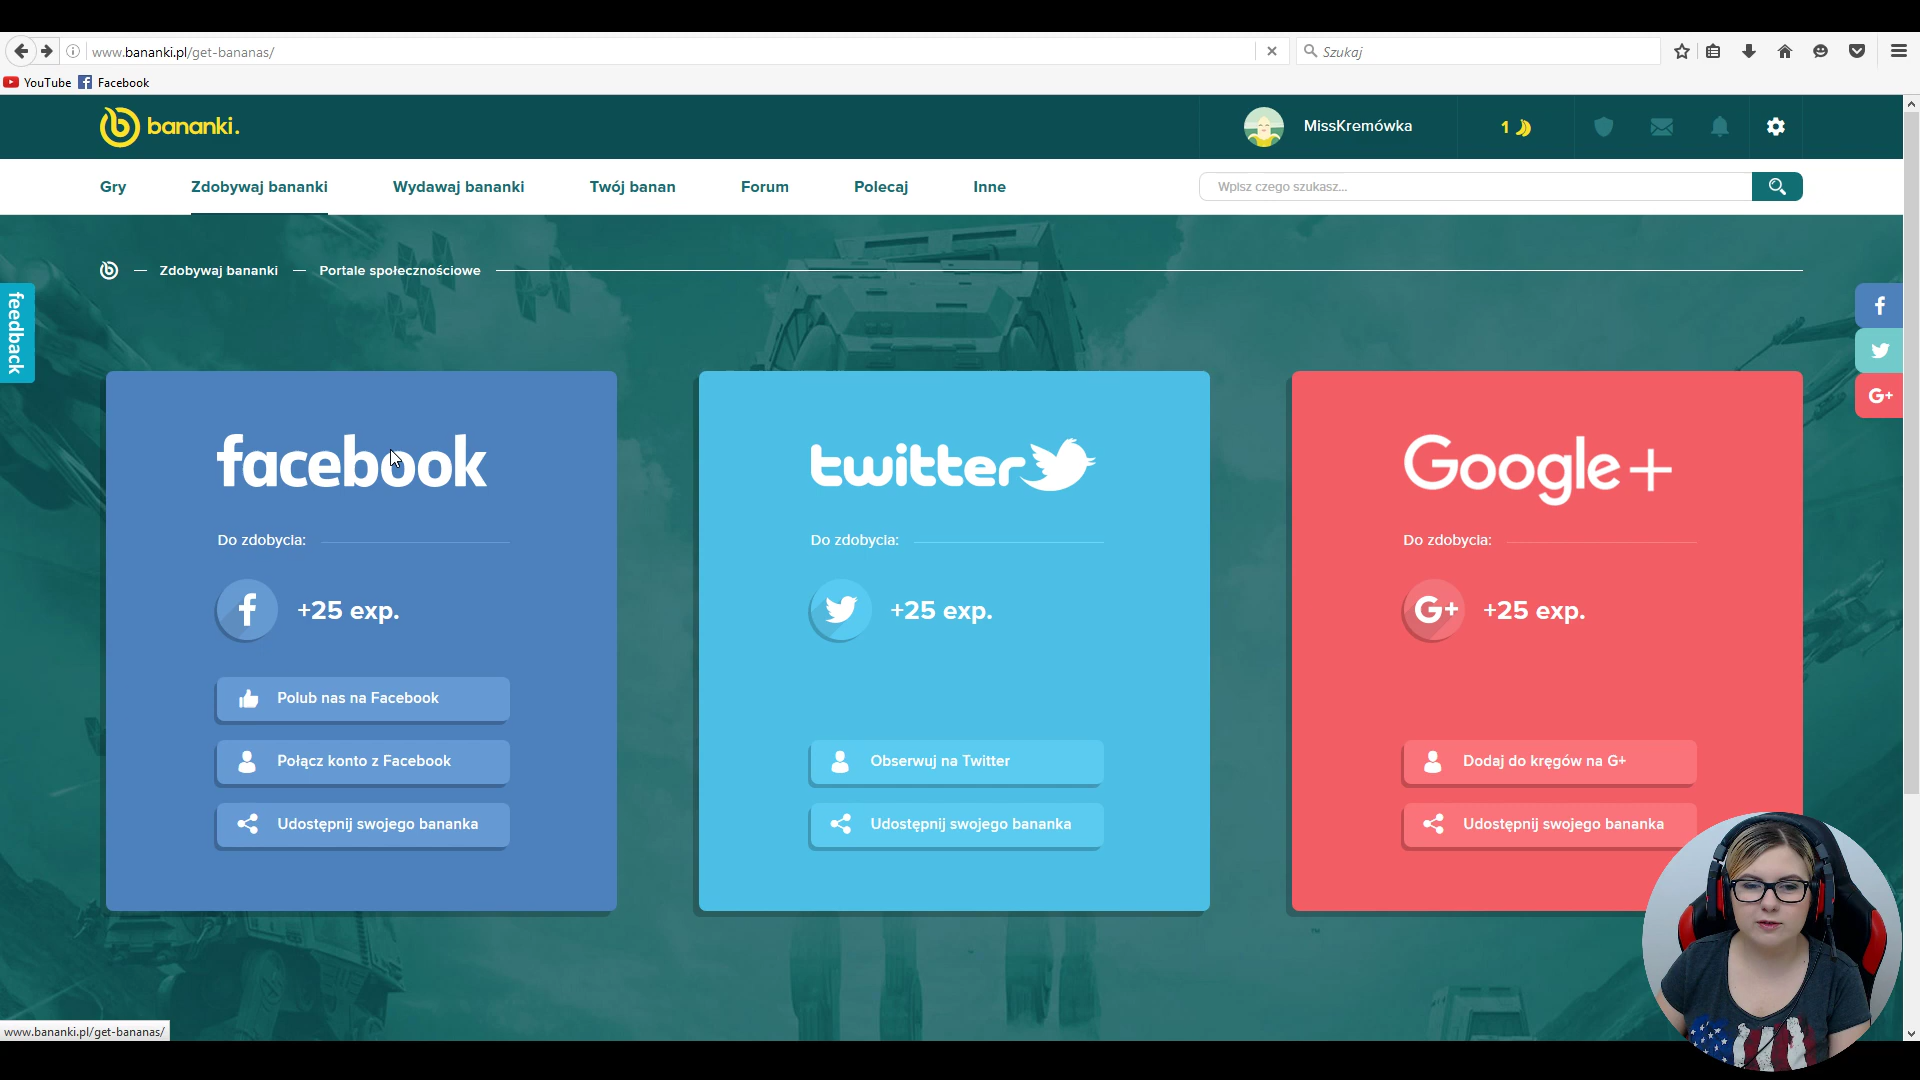 www.bananki.pl/get-bananas/
Szukaj
YouTube
Facebook
bananki.
MissKremówka
1
Gry
Zdobywaj bananki
Wydawaj bananki
Twój banan
Forum
Polecaj
Inne
Wpisz czego szukasz...
Zdobywaj bananki
Portale społecznościowe
feedback
facebook
Do zdobycia:
+25 exp.
Polub nas na Facebook
Połącz konto z Facebook
Udostępnij swojego bananka
twitter
Do zdobycia:
+25 exp.
Obserwuj na Twitter
Udostępnij swojego bananka
Google+
Do zdobycia:
G+
+25 exp.
Dodaj do kręgów na G+
Udostępnij swojego bananka
G+
www.bananki.pl/get-bananas/